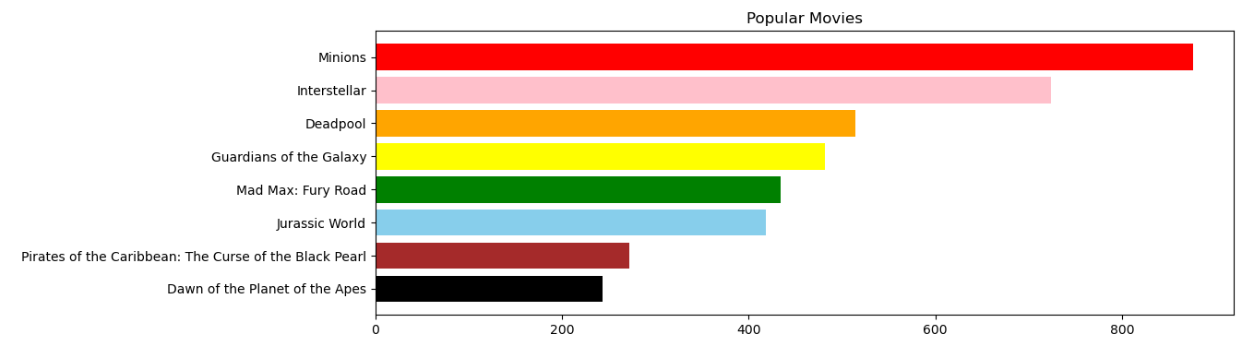 Popular Movies
Minions
Interstellar
Deadpool
Guardians of the Galaxy
Mad Max: Fury Road
Jurassic World
Pirates of the Caribbean: The Curse of the Black Pearl
Dawn of the Planet of the Apes
0 200 400 600 800